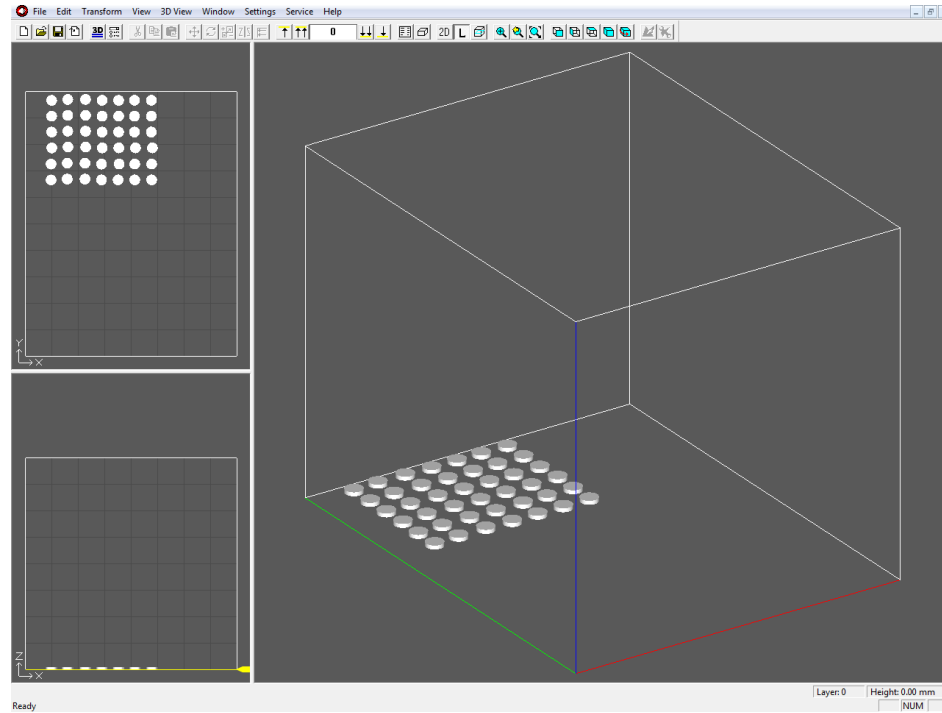 File Edit Transform View 3D View Window Settings Service Help
3D 0 2D L
Y
X
Z
X
Layer: 0 Height: 0.00 mm
Ready NUM